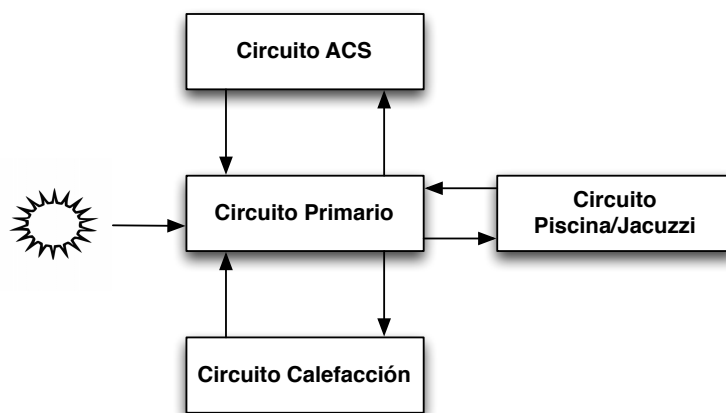 Circuito ACS
Circuito Primario
Circuito
Piscina/Jacuzzi
Circuito Calefacción